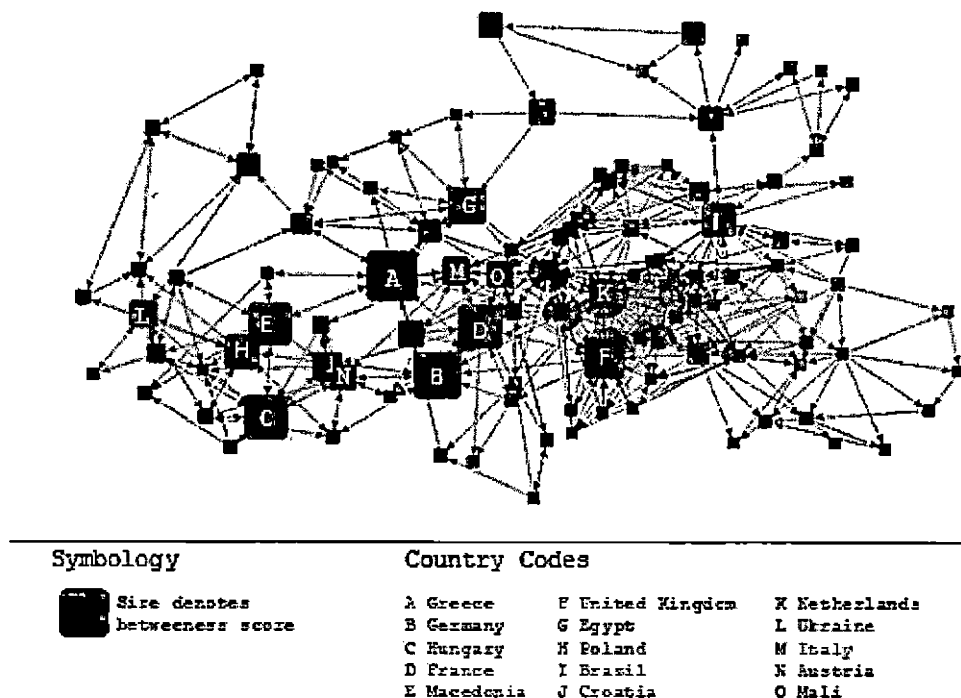 G
I
A
M
O
L
E
D
H
F
N
B
C
Symbology
Size denotes
betweeness score
Country Codes
A Greece
B Germany
C Hungary
D France
E Macedonia
F United Kingdom
G Egypt
H Poland
I Brasil
J Croatia
K Netherlands
L Ukraine
M Italy
N Austria
O Mali